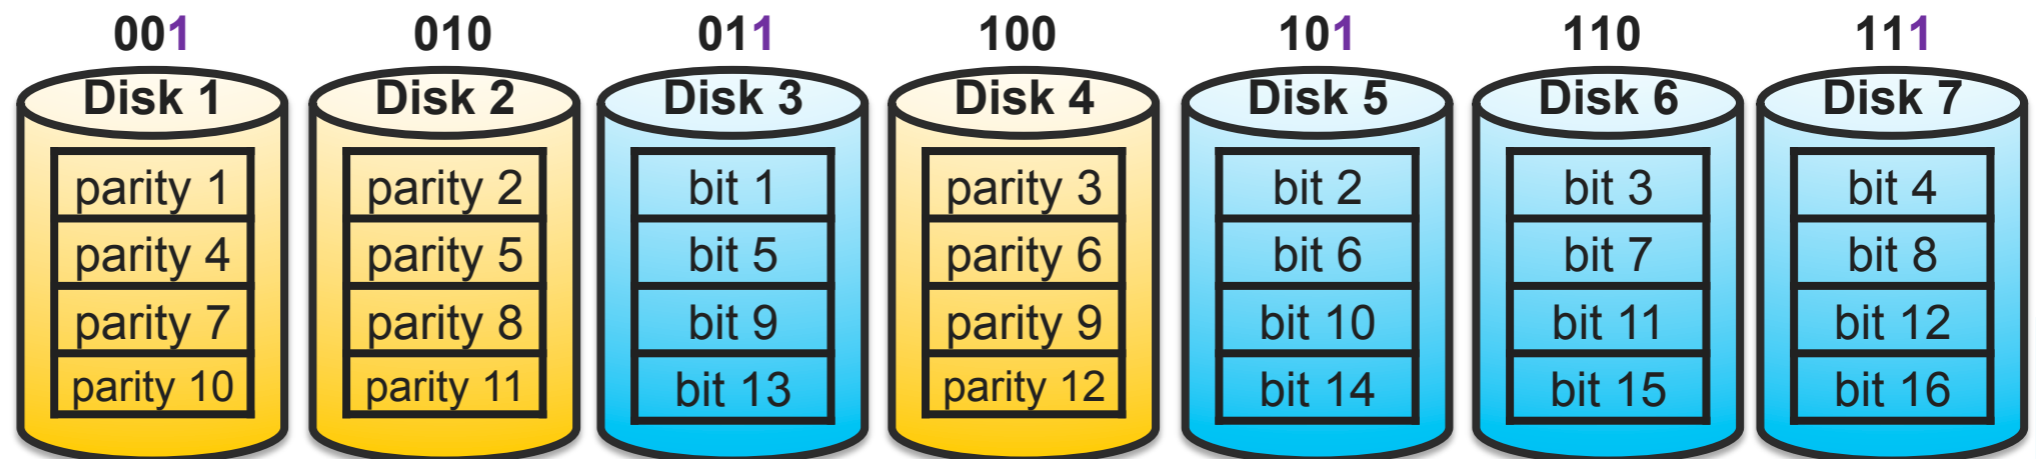 001 010 011 100 101 110 111
Disk 1 Disk 2 Disk 3 Disk 4 Disk 5 Disk 6 Disk 7
parity 1 parity 2 bit 1 parity 3 bit 2 bit 3 bit 4
parity 4 parity 5 bit 5 parity 6 bit 6 bit 7 bit 8
parity 7 parity 8 bit 9 parity 9 bit 10 bit 11 bit 12
parity 10 parity 11 bit 13 parity 12 bit 14 bit 15 bit 16